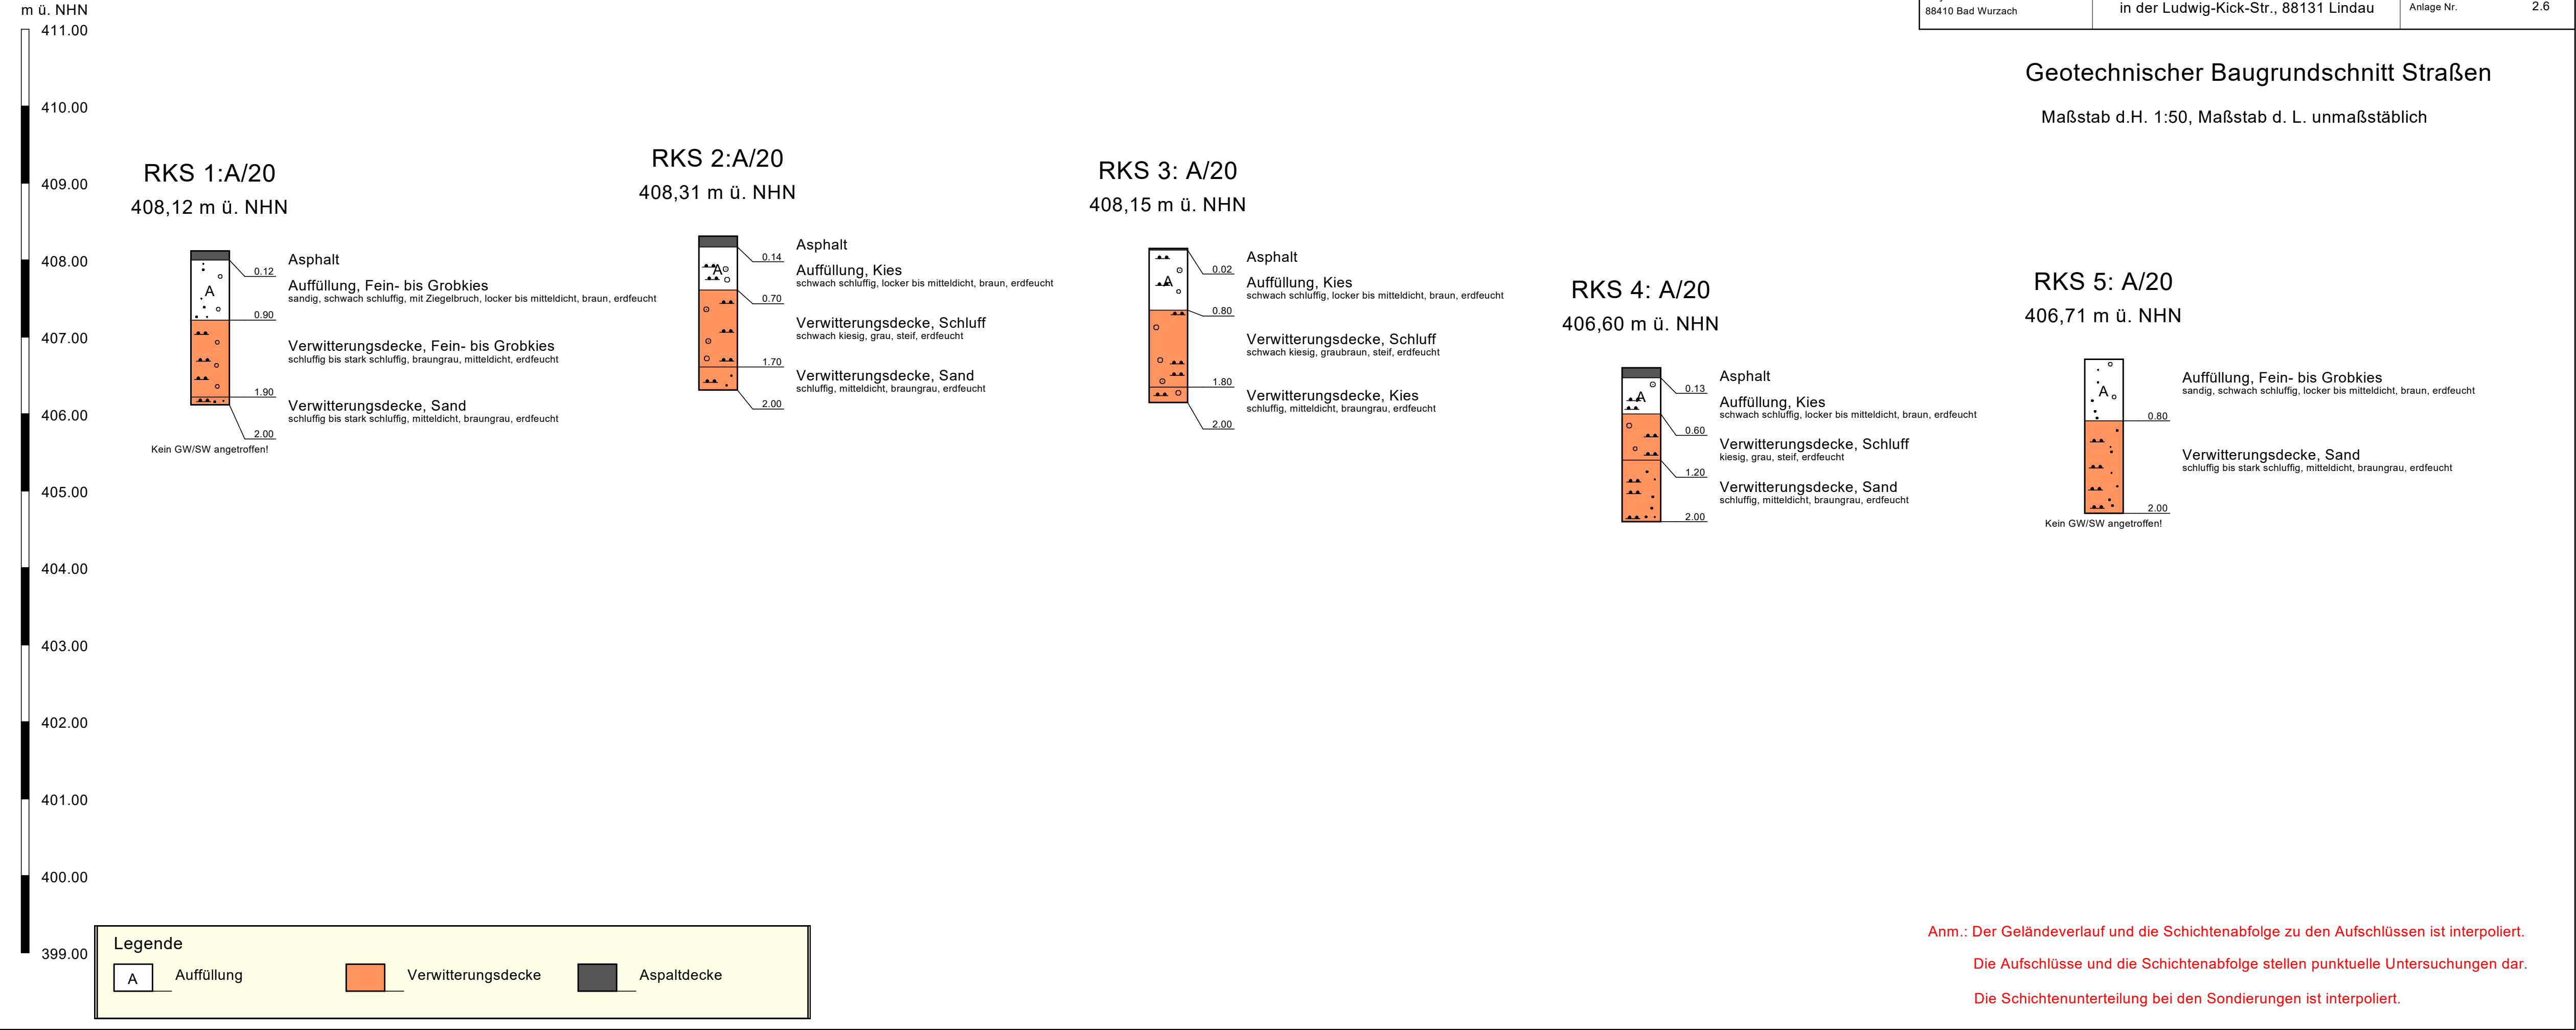 m ü. NHN
411.00
410.00
409.00
408.00
407.00
406.00
405.00
404.00
403.00
402.00
401.00
400.00
399.00
88410 Bad Wurzach
in der Ludwig-Kick-Str., 88131 Lindau
Anlage Nr.
2.6
Geotechnischer Baugrundschnitt Straßen
Maßstab d.H. 1:50, Maßstab d. L. unmaßstäblich
RKS 1:A/20
408,12 m ü. NHN
A
0.12
0.90
1.90
2.00
Asphalt
Auffüllung, Fein- bis Grobkies
sandig, schwach schluffig, mit Ziegelbruch, locker bis mitteldicht, braun, erdfeucht
Verwitterungsdecke, Fein- bis Grobkies
schluffig bis stark schluffig, braungrau, mitteldicht, erdfeucht
Verwitterungsdecke, Sand
schluffig bis stark schluffig, mitteldicht, braungrau, erdfeucht
Kein GW/SW angetroffen!
RKS 2:A/20
408,31 m ü. NHN
A
0.14
0.70
1.70
2.00
Asphalt
Auffüllung, Kies
schwach schluffig, locker bis mitteldicht, braun, erdfeucht
Verwitterungsdecke, Schluff
schwach kiesig, grau, steif, erdfeucht
Verwitterungsdecke, Sand
schluffig, mitteldicht, braungrau, erdfeucht
RKS 3: A/20
408,15 m ü. NHN
A
0.02
0.80
1.80
2.00
Asphalt
Auffüllung, Kies
schwach schluffig, locker bis mitteldicht, braun, erdfeucht
Verwitterungsdecke, Schluff
schwach kiesig, graubraun, steif, erdfeucht
Verwitterungsdecke, Kies
schluffig, mitteldicht, braungrau, erdfeucht
RKS 4: A/20
406,60 m ü. NHN
A
0.13
0.60
1.20
2.00
Asphalt
Auffüllung, Kies
schwach schluffig, locker bis mitteldicht, braun, erdfeucht
Verwitterungsdecke, Schluff
kiesig, grau, steif, erdfeucht
Verwitterungsdecke, Sand
schluffig, mitteldicht, braungrau, erdfeucht
RKS 5: A/20
406,71 m ü. NHN
A
0.80
2.00
Auffüllung, Fein- bis Grobkies
sandig, schwach schluffig, locker bis mitteldicht, braun, erdfeucht
Verwitterungsdecke, Sand
schluffig bis stark schluffig, mitteldicht, braungrau, erdfeucht
Kein GW/SW angetroffen!
Legende
A Auffüllung
Verwitterungsdecke
Aspaltdecke
Anm.: Der Geländeverlauf und die Schichtenabfolge zu den Aufschlüssen ist interpoliert.
Die Aufschlüsse und die Schichtenabfolge stellen punktuelle Untersuchungen dar.
Die Schichtenunterteilung bei den Sondierungen ist interpoliert.